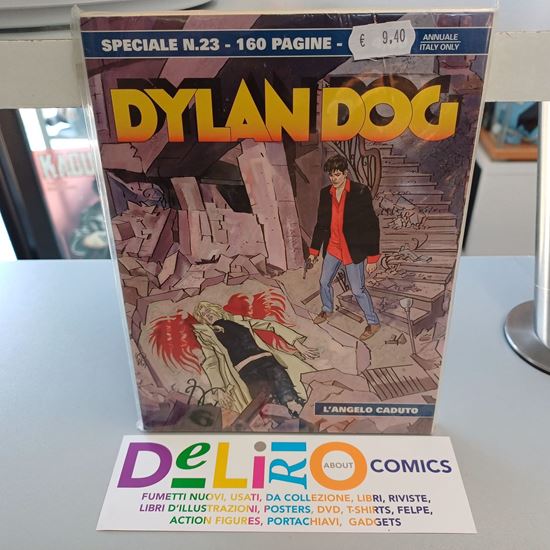 SPECIALE N.23 - 160 PAGINE -
€ 9,40
ANNUALE
ITALY ONLY
DYLAN DOG
L'ANGELO CADUTO
DeLiRiO ABOUT COMICS
FUMETTI NUOVI, USATI, DA COLLEZIONE, LIBRI, RIVISTE,
LIBRI D'ILLUSTRAZIONI, POSTERS, DVD, T-SHIRTS, FELPE,
ACTION FIGURES, PORTACHIAVI, GADGETS